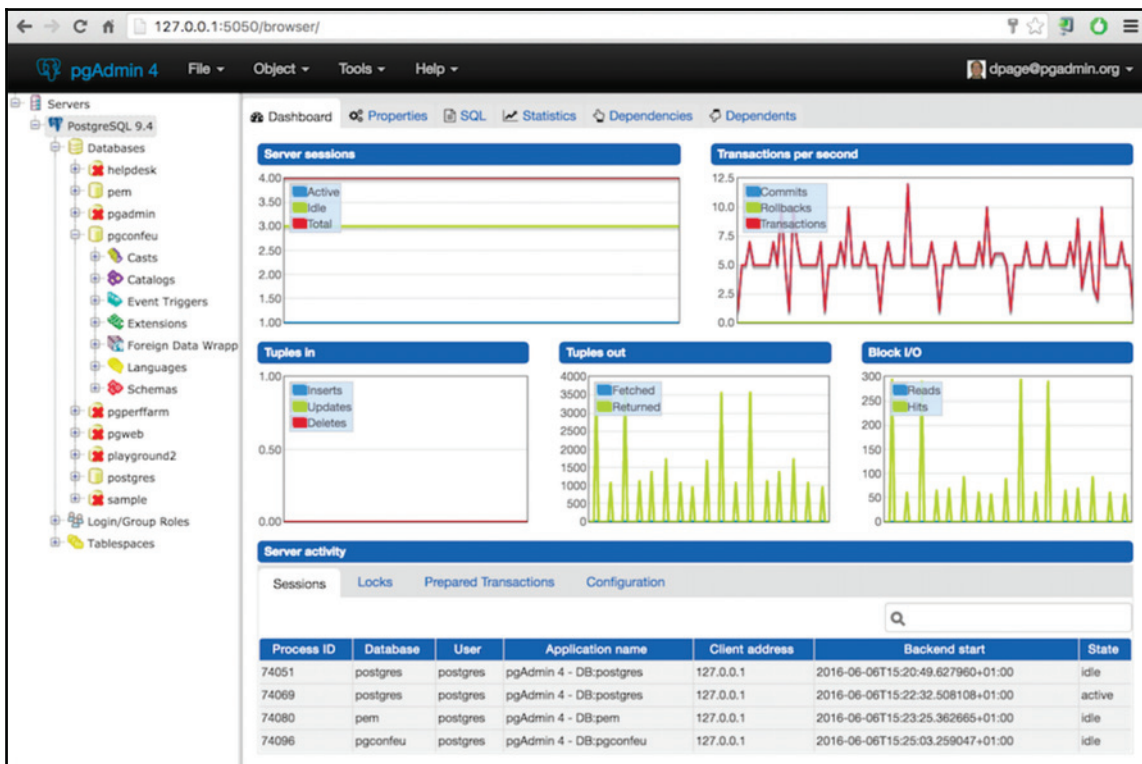 127.0.0.1:5050/browser/
pgAdmin 4 File Object Tools Help dpage@pgadmin.org
Servers
PostgreSQL 9.4
Databases
helpdesk
pem
pgadmin
pgconfeu
Casts
Catalogs
Event Triggers
Extensions
Foreign Data Wrapp
Languages
Schemas
pgperffarm
pgweb
playground2
postgres
sample
Login/Group Roles
Tablespaces
Dashboard Properties SQL Statistics Dependencies Dependents
Server sessions
4.00
3.50
3.00
2.50
2.00
1.50
1.00
Active
Idle
Total
Transactions per second
12.5
10.0
7.5
5.0
2.5
0.0
Commits
Rollbacks
Transactions
Tuples in
1.00
0.50
0.00
Inserts
Updates
Deletes
Tuples out
4000
3500
3000
2500
2000
1500
1000
500
0
Fetched
Returned
Block I/O
300
250
200
150
100
50
0
Reads
Hits
Server activity
Sessions Locks Prepared Transactions Configuration
Process ID Database User Application name Client address Backend start State
74051 postgres postgres pgAdmin 4 - DB:postgres 127.0.0.1 2016-06-06T15:20:49.627960+01:00 idle
74069 postgres postgres pgAdmin 4 - DB:postgres 127.0.0.1 2016-06-06T15:22:32.508108+01:00 active
74080 pem postgres pgAdmin 4 - DB:pem 127.0.0.1 2016-06-06T15:23:25.362665+01:00 idle
74096 pgconfeu postgres pgAdmin 4 - DB:pgconfeu 127.0.0.1 2016-06-06T15:25:03.259047+01:00 idle